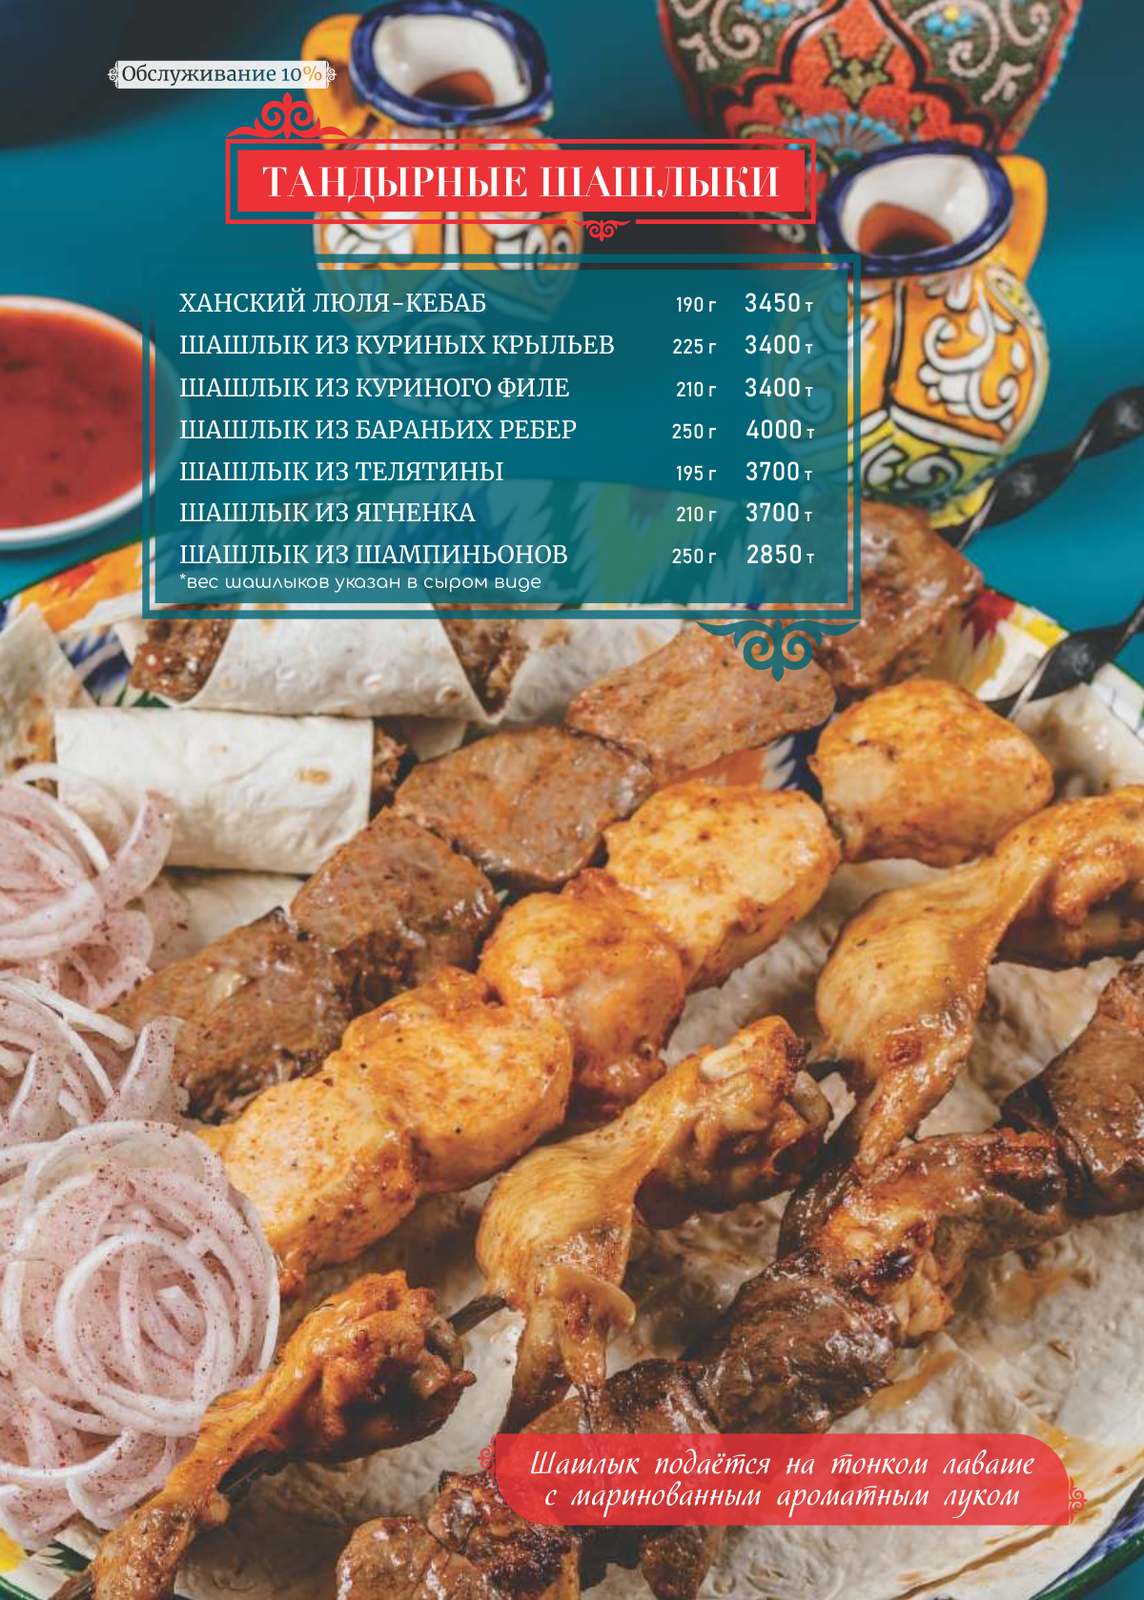 Обслуживание 10%
ТАНДЫРНЫЕ ШАШЛЫКИ
ХАНСКИЙ ЛЮЛЯ-КЕБАБ 190 г 3450 т
ШАШЛЫК ИЗ КУРИНЫХ КРЫЛЬЕВ 225 г 3400 т
ШАШЛЫК ИЗ КУРИНОГО ФИЛЕ 210 г 3400 т
ШАШЛЫК ИЗ БАРАНЬИХ РЕБЕР 250 г 4000 т
ШАШЛЫК ИЗ ТЕЛЯТИНЫ 195 г 3700 т
ШАШЛЫК ИЗ ЯГНЕНКА 210 г 3700 т
ШАШЛЫК ИЗ ШАМПИНЬОНОВ 250 г 2850 т
*вес шашлыков указан в сыром виде
Шашлык подаётся на тонком лаваше
с маринованным ароматным луком